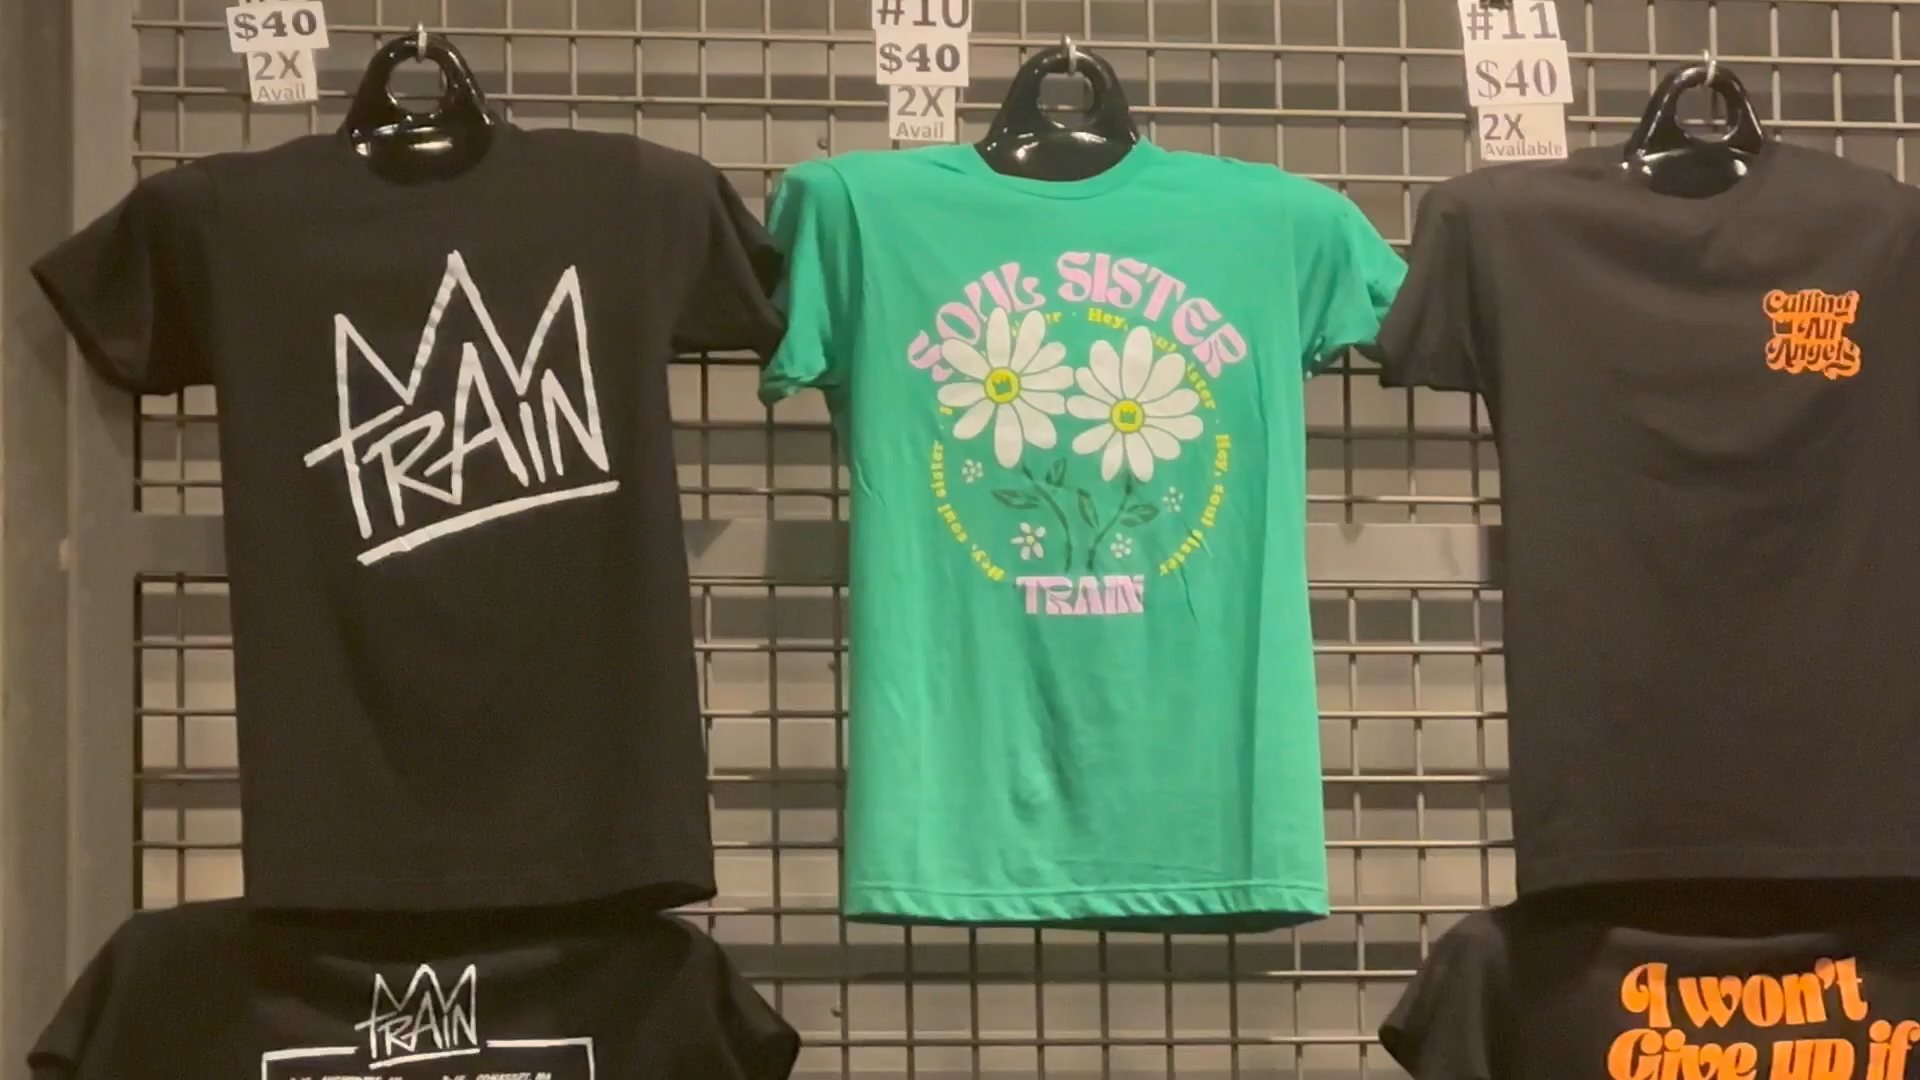 $40
2X
Avail
#10
$40
2X
Avail
#11
$40
2X
Available
TRAIN
SOUL SISTER
Hey, soul sister · Hey, soul sister
Hey, soul sister
TRAIN
Calling
All
Angels
TRAIN
I won't
Give up if